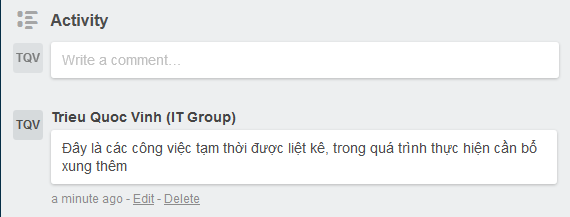 Activity
TQV
Write a comment…
TQV
Trieu Quoc Vinh (IT Group)
Đây là các công việc tạm thời được liệt kê, trong quá trình thực hiện cần bổ
xung thêm
a minute ago - Edit - Delete